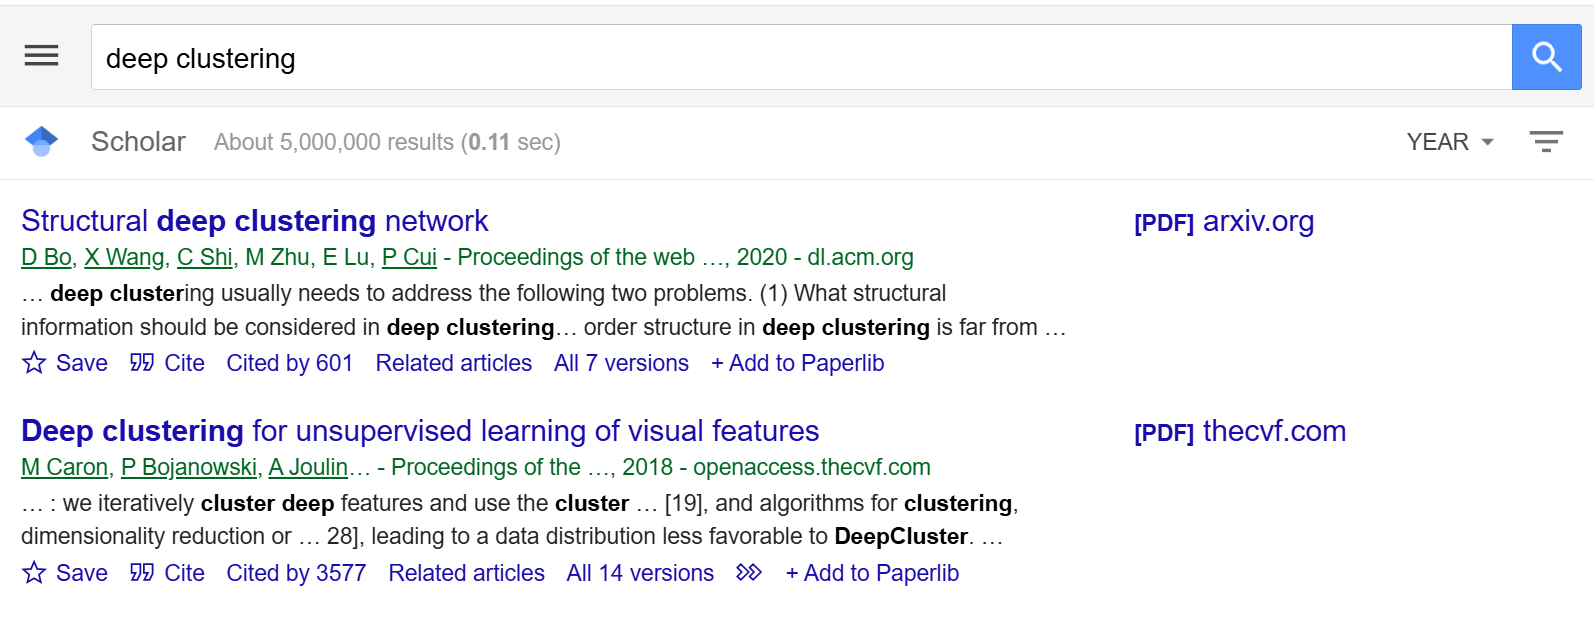 deep clustering
Scholar About 5,000,000 results (0.11 sec) YEAR
Structural deep clustering network [PDF] arxiv.org
D Bo, X Wang, C Shi, M Zhu, E Lu, P Cui - Proceedings of the web …, 2020 - dl.acm.org
… deep clustering usually needs to address the following two problems. (1) What structural
information should be considered in deep clustering… order structure in deep clustering is far from …
Save Cite Cited by 601 Related articles All 7 versions + Add to Paperlib
Deep clustering for unsupervised learning of visual features [PDF] thecvf.com
M Caron, P Bojanowski, A Joulin… - Proceedings of the …, 2018 - openaccess.thecvf.com
… : we iteratively cluster deep features and use the cluster … [19], and algorithms for clustering,
dimensionality reduction or … 28], leading to a data distribution less favorable to DeepCluster. …
Save Cite Cited by 3577 Related articles All 14 versions + Add to Paperlib